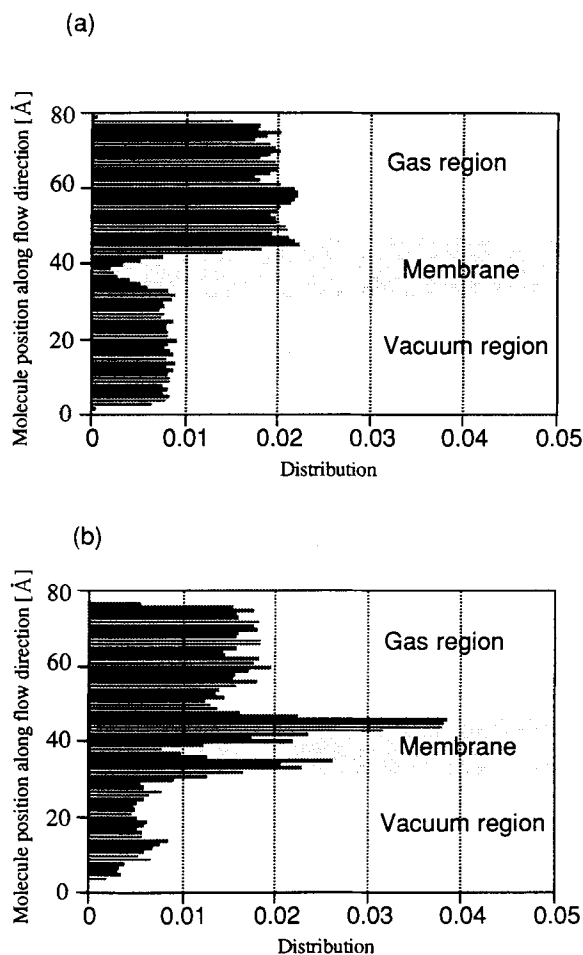 (a)
Molecule position along flow direction [Å]
80
60
40
20
0
Gas region
Membrane
Vacuum region
0 0.01 0.02 0.03 0.04 0.05
Distribution
(b)
Molecule position along flow direction [Å]
80
60
40
20
0
Gas region
Membrane
Vacuum region
0 0.01 0.02 0.03 0.04 0.05
Distribution